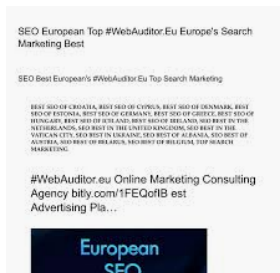 SEO European Top #WebAuditor.Eu Europe's Search
Marketing Best
SEO Best European's #WebAuditor.Eu Top Search Marketing
BEST SEO OF CROATIA, BEST SEO OF CYPRUS, BEST SEO OF DENMARK, BEST
SEO OF ESTONIA, BEST SEO OF GERMANY, BEST SEO OF GREECE, BEST SEO OF
HUNGARY, BEST SEO OF ICELAND, BEST SEO OF IRELAND, SEO BEST IN THE
NETHERLANDS, SEO BEST IN THE UNITED KINGDOM, SEO BEST IN THE
VATICAN CITY, SEO BEST IN UKRAINE, SEO BEST OF ALBANIA, SEO BEST OF
AUSTRIA, SEO BEST OF BELARUS, SEO BEST OF BELGIUM, TOP SEARCH
MARKETING
#WebAuditor.eu Online Marketing Consulting
Agency bitly.com/1FEQofIB est
Advertising Pla…
European
SEO